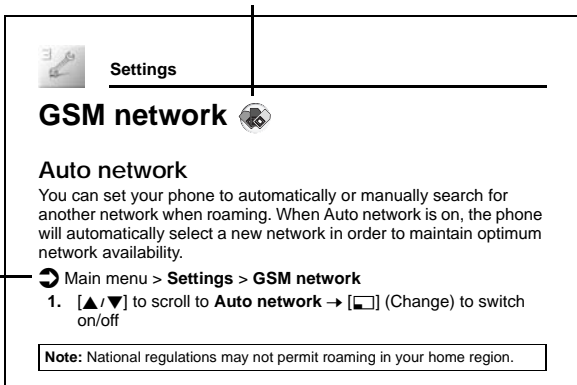 Settings
GSM network
Auto network
You can set your phone to automatically or manually search for
another network when roaming. When Auto network is on, the phone
will automatically select a new network in order to maintain optimum
network availability.
Main menu > Settings > GSM network
1. [▲/▼] to scroll to Auto network → [ ] (Change) to switch
on/off
Note: National regulations may not permit roaming in your home region.